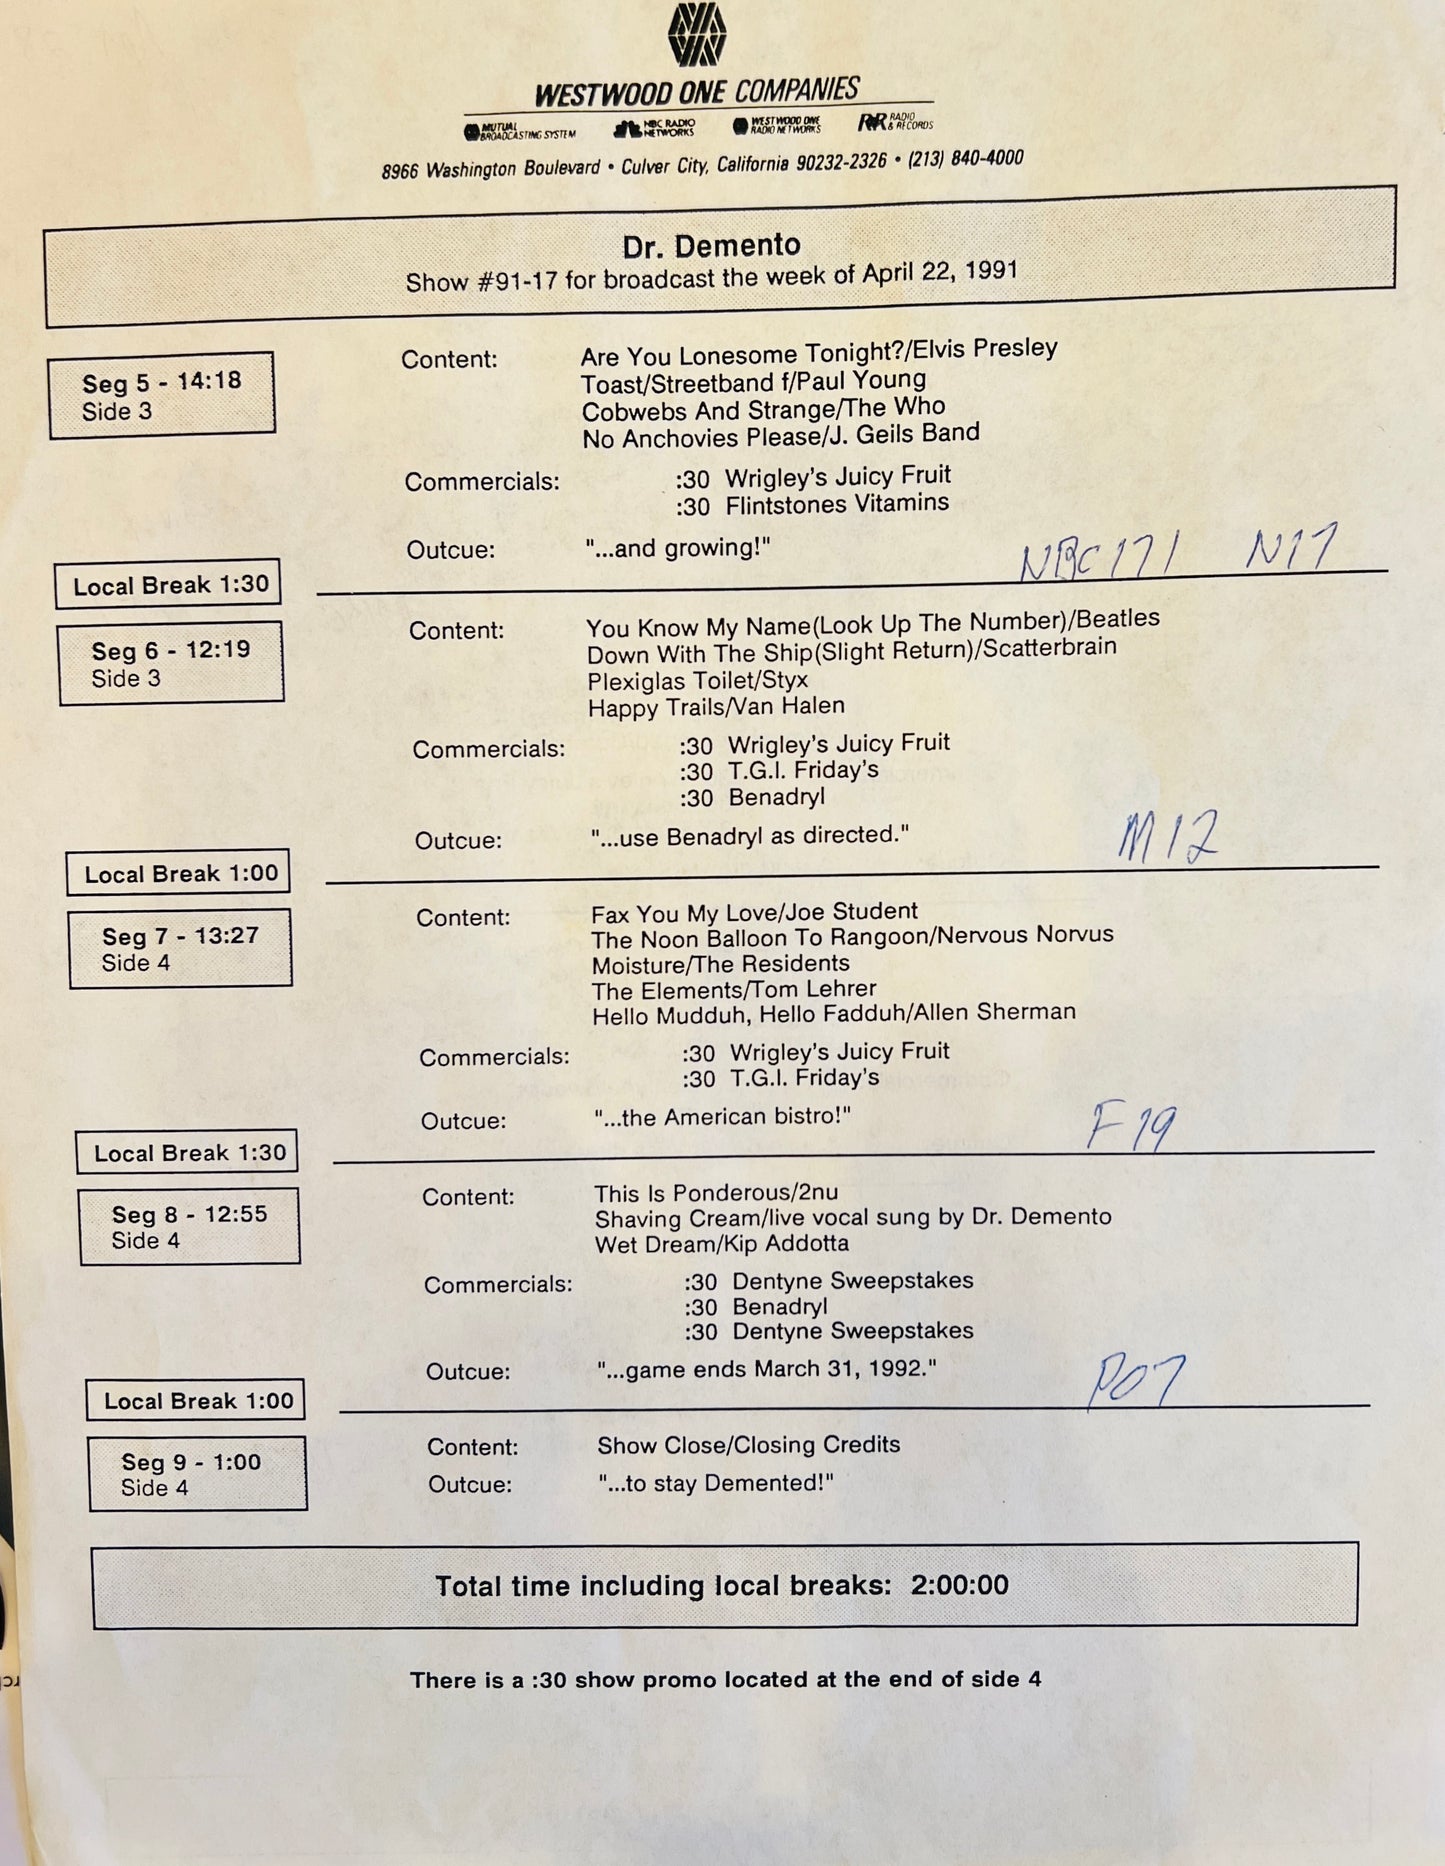 WESTWOOD ONE COMPANIES
MUTUAL BROADCASTING SYSTEM NBC RADIO NETWORKS WESTWOOD ONE RADIO NETWORKS R&R RADIO & RECORDS
8966 Washington Boulevard • Culver City, California 90232-2326 • (213) 840-4000
Dr. Demento
Show #91-17 for broadcast the week of April 22, 1991
Seg 5 - 14:18
Side 3
Content: Are You Lonesome Tonight?/Elvis Presley
Toast/Streetband f/Paul Young
Cobwebs And Strange/The Who
No Anchovies Please/J. Geils Band
Commercials: :30 Wrigley's Juicy Fruit
:30 Flintstones Vitamins
Outcue: "...and growing!"
NBC171 N17
Local Break 1:30
Seg 6 - 12:19
Side 3
Content: You Know My Name(Look Up The Number)/Beatles
Down With The Ship(Slight Return)/Scatterbrain
Plexiglas Toilet/Styx
Happy Trails/Van Halen
Commercials: :30 Wrigley's Juicy Fruit
:30 T.G.I. Friday's
:30 Benadryl
Outcue: "...use Benadryl as directed."
M12
Local Break 1:00
Seg 7 - 13:27
Side 4
Content: Fax You My Love/Joe Student
The Noon Balloon To Rangoon/Nervous Norvus
Moisture/The Residents
The Elements/Tom Lehrer
Hello Mudduh, Hello Fadduh/Allen Sherman
Commercials: :30 Wrigley's Juicy Fruit
:30 T.G.I. Friday's
Outcue: "...the American bistro!"
F19
Local Break 1:30
Seg 8 - 12:55
Side 4
Content: This Is Ponderous/2nu
Shaving Cream/live vocal sung by Dr. Demento
Wet Dream/Kip Addotta
Commercials: :30 Dentyne Sweepstakes
:30 Benadryl
:30 Dentyne Sweepstakes
Outcue: "...game ends March 31, 1992."
P07
Local Break 1:00
Seg 9 - 1:00
Side 4
Content: Show Close/Closing Credits
Outcue: "...to stay Demented!"
Total time including local breaks: 2:00:00
There is a :30 show promo located at the end of side 4